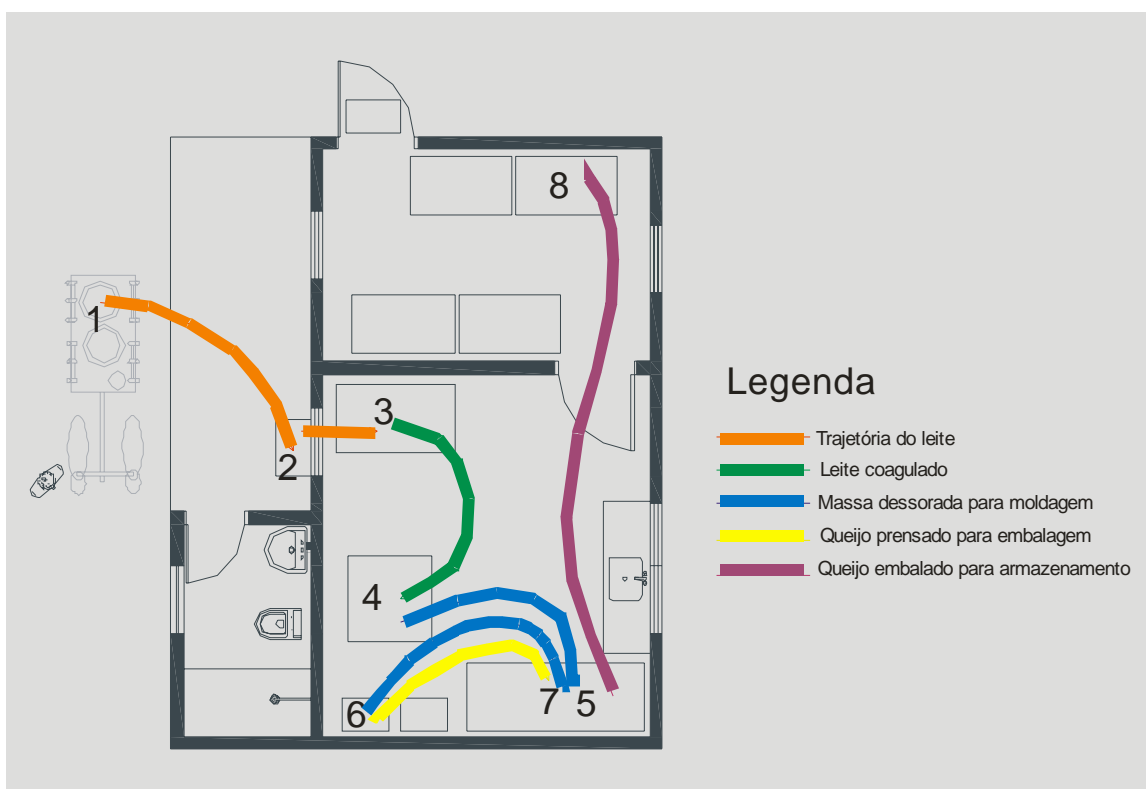 8
1
3
2
4
7
5
6
Legenda
Trajetória do leite
Leite coagulado
Massa dessorada para moldagem
Queijo prensado para embalagem
Queijo embalado para armazenamento